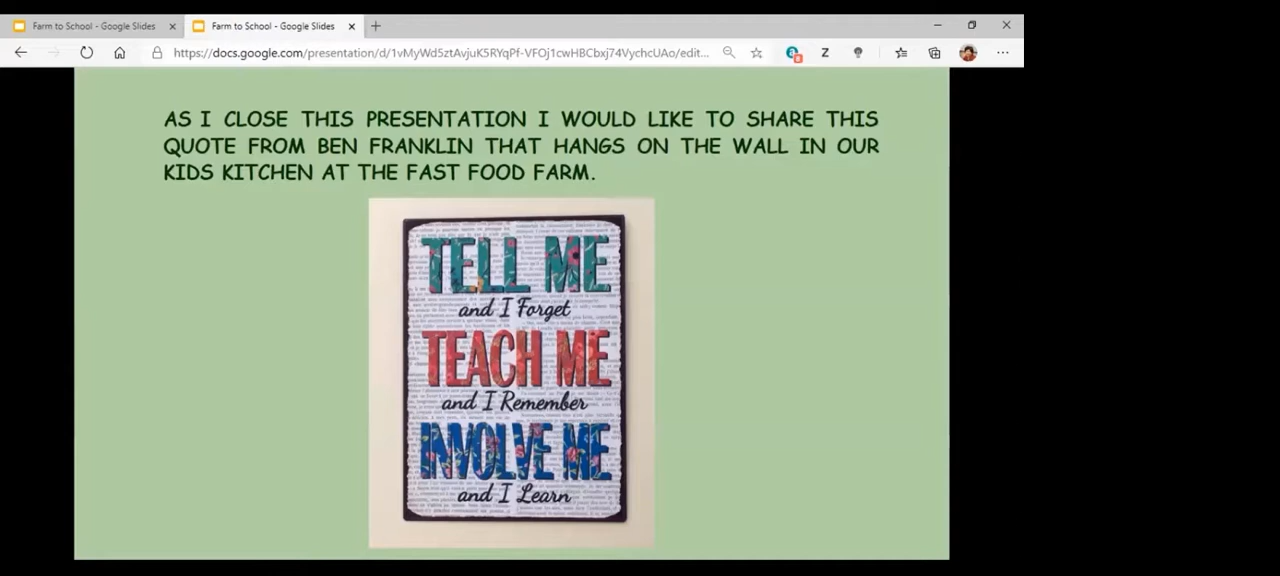 Farm to School - Google Slides
Farm to School - Google Slides
https://docs.google.com/presentation/d/1vMyWd5ztAvjuK5RYqPf-VFOj1cwHBCbxj74VychcUAo/edit...
Z
AS I CLOSE THIS PRESENTATION I WOULD LIKE TO SHARE THIS
QUOTE FROM BEN FRANKLIN THAT HANGS ON THE WALL IN OUR
KIDS KITCHEN AT THE FAST FOOD FARM.
TELL ME
and I Forget
TEACH ME
and I Remember
INVOLVE ME
and I Learn